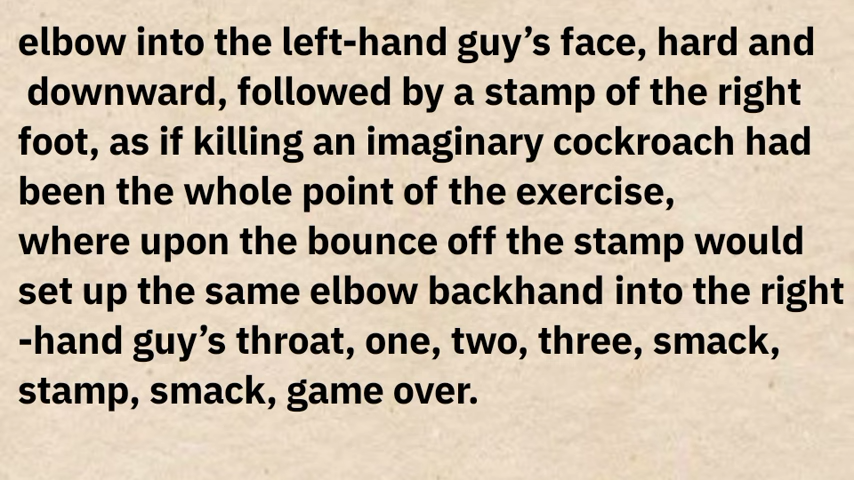 elbow into the left-hand guy’s face, hard and
downward, followed by a stamp of the right
foot, as if killing an imaginary cockroach had
been the whole point of the exercise,
where upon the bounce off the stamp would
set up the same elbow backhand into the right
-hand guy’s throat, one, two, three, smack,
stamp, smack, game over.